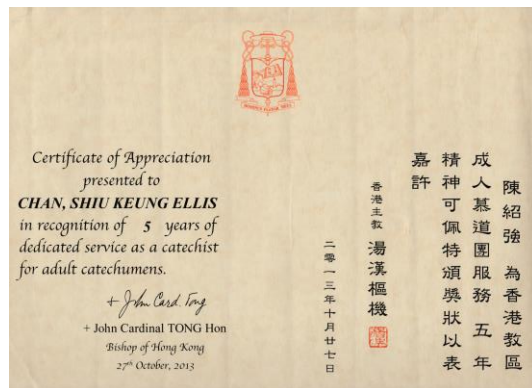 Certificate of Appreciation
presented to
CHAN, SHIU KEUNG ELLIS
in recognition of 5 years of
dedicated service as a catechist
for adult catechumens.
+ John Card. Tong
+ John Cardinal TONG Hon
Bishop of Hong Kong
27th October, 2013
陳紹強 為香港教區
成人慕道團服務 五 年
精神可佩特頒獎狀以表
嘉許
香港主教 湯漢樞機
二零一三年十月廿七日